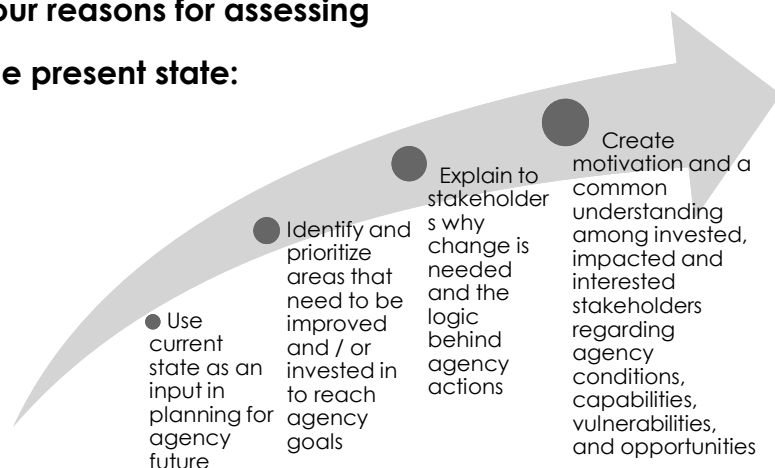 our reasons for assessing
e present state:
Use
current
state as an
input in
planning for
agency
future
Identify and
prioritize
areas that
need to be
improved
and / or
invested in
to reach
agency
goals
Explain to
stakeholder
s why
change is
needed
and the
logic
behind
agency
actions
Create
motivation and a
common
understanding
among invested,
impacted and
interested
stakeholders
regarding
agency
conditions,
capabilities,
vulnerabilities,
and opportunities